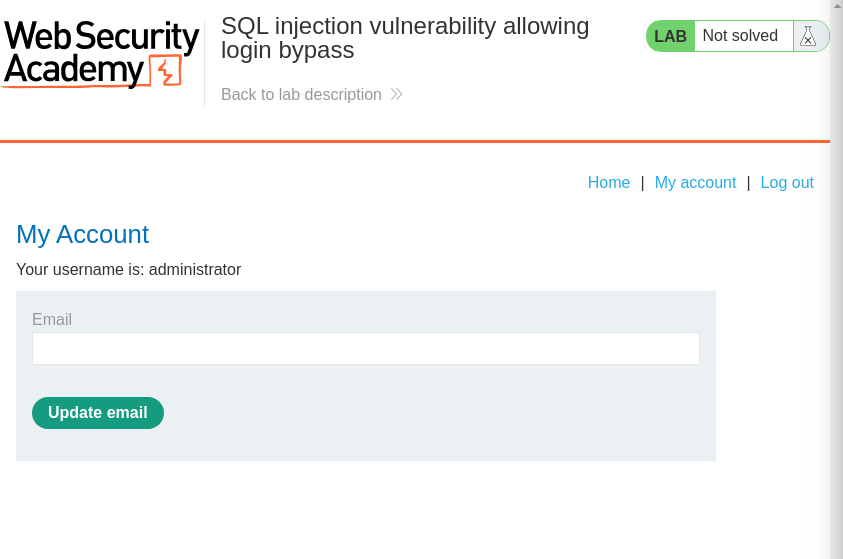 Web Security
Academy
SQL injection vulnerability allowing
login bypass
Back to lab description
LAB Not solved
Home | My account | Log out
My Account
Your username is: administrator
Email
Update email